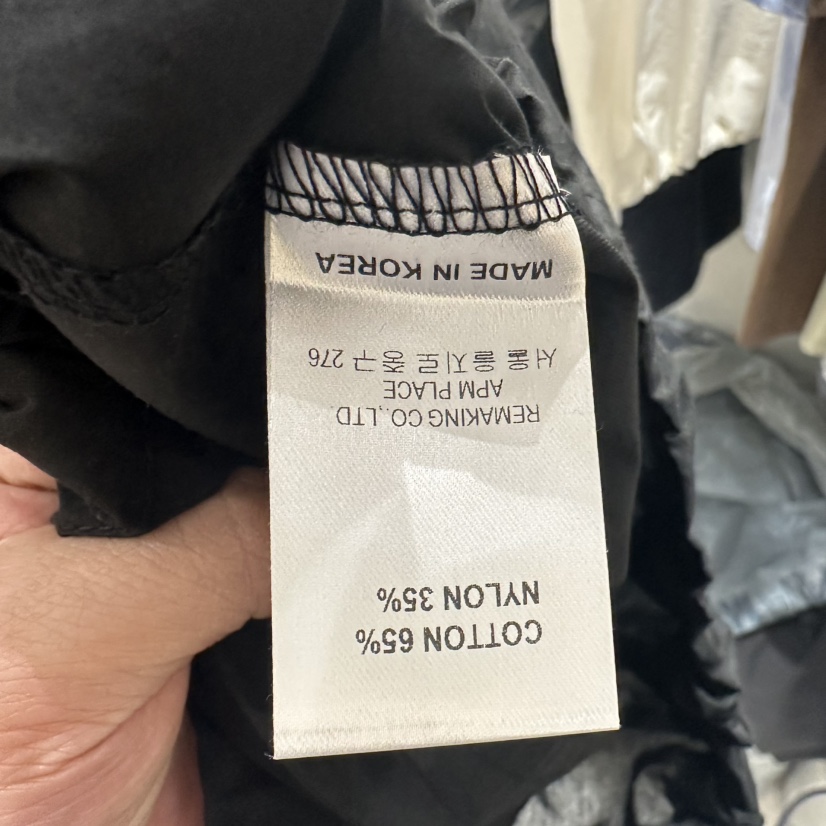 COTTON 65%
NYLON 35%
REMAKING CO.,LTD
APM PLACE
서울 을지로 중구 276
MADE IN KOREA